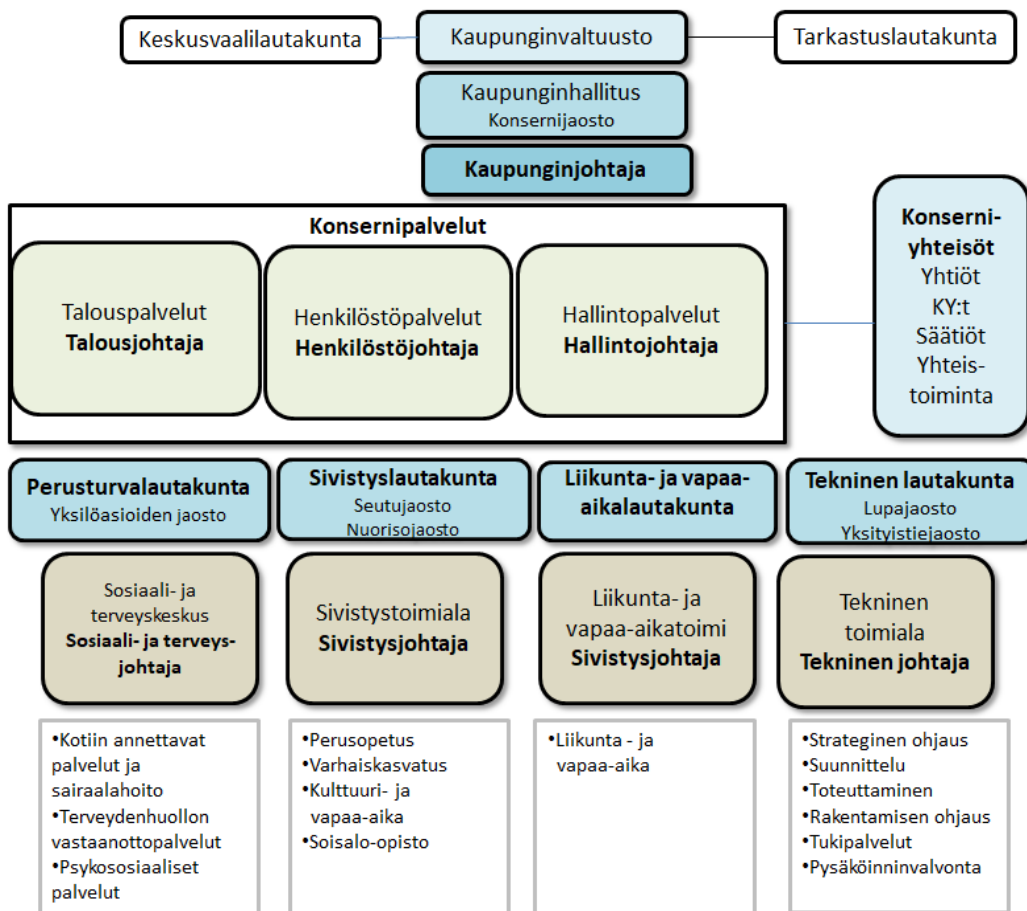 Keskusvaalilautakunta
Kaupunginvaltuusto
Tarkastuslautakunta
Kaupunginhallitus
Konsernijaosto
Kaupunginjohtaja
Konsernipalvelut
Talouspalvelut
Talousjohtaja
Henkilöstöpalvelut
Henkilöstöjohtaja
Hallintopalvelut
Hallintojohtaja
Konserni-
yhteisöt
Yhtiöt
KY:t
Säätiöt
Yhteis-
toiminta
Perusturvalautakunta
Yksilöasioiden jaosto
Sivistyslautakunta
Seutujaosto
Nuorisojaosto
Liikunta- ja vapaa-
aikalautakunta
Tekninen lautakunta
Lupajaosto
Yksityistiejaosto
Sosiaali- ja
terveyskeskus
Sosiaali- ja terveys-
johtaja
Sivistystoimiala
Sivistysjohtaja
Liikunta- ja
vapaa-aikatoimi
Sivistysjohtaja
Tekninen
toimiala
Tekninen johtaja
•Kotiin annettavat
palvelut ja
sairaalahoito
•Terveydenhuollon
vastaanottopalvelut
•Psykososiaaliset
palvelut
•Perusopetus
•Varhaiskasvatus
•Kulttuuri- ja
vapaa-aika
•Soisalo-opisto
•Liikunta - ja
vapaa-aika
•Strateginen ohjaus
•Suunnittelu
•Toteuttaminen
•Rakentamisen ohjaus
•Tukipalvelut
•Pysäköinninvalvonta